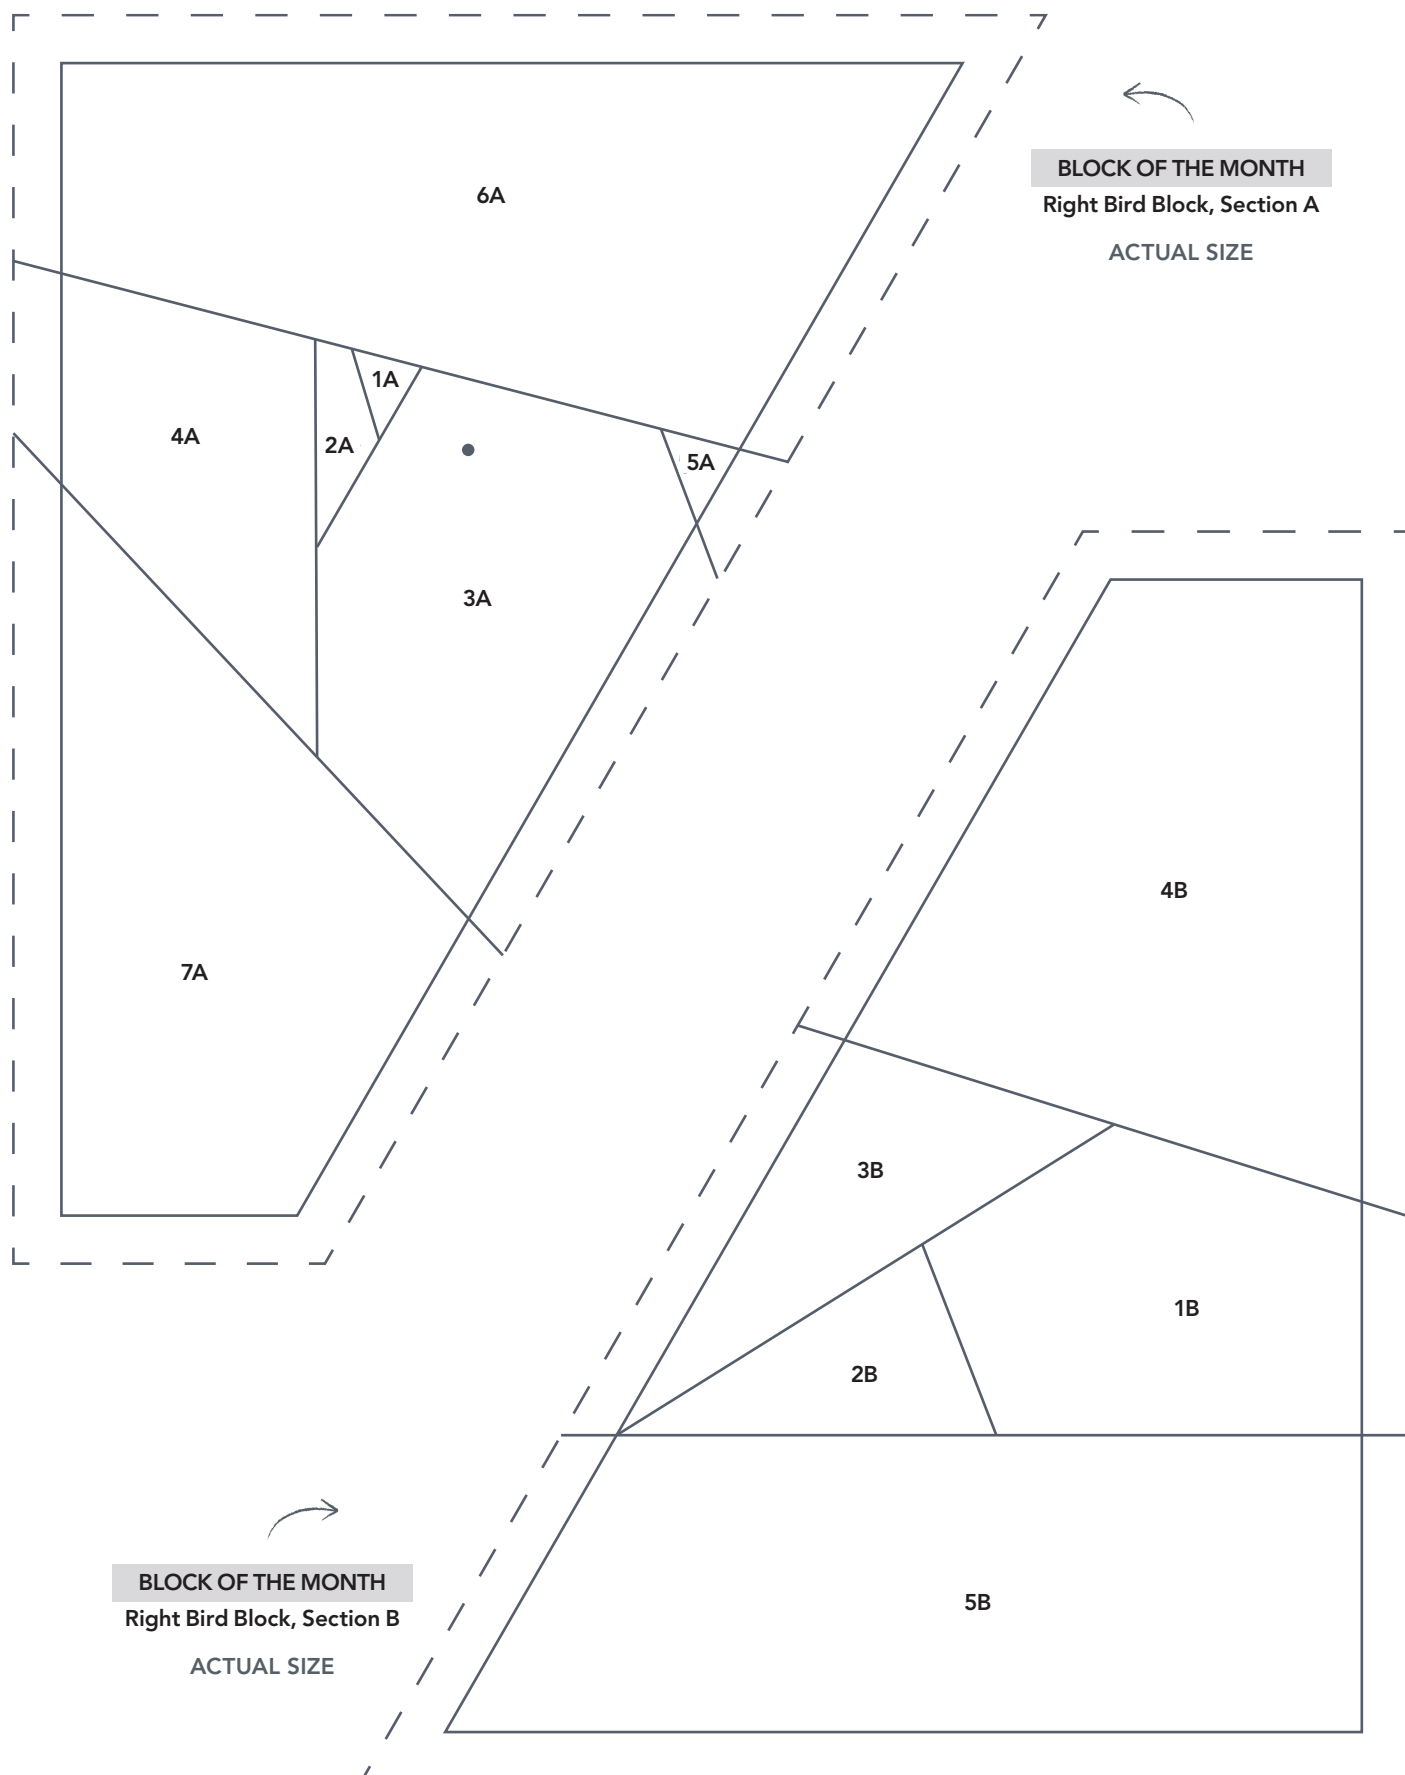 6A
BLOCK OF THE MONTH
Right Bird Block, Section A
ACTUAL SIZE
1A
4A
2A
5A
3A
4B
7A
3B
1B
2B
BLOCK OF THE MONTH
Right Bird Block, Section B
ACTUAL SIZE
5B